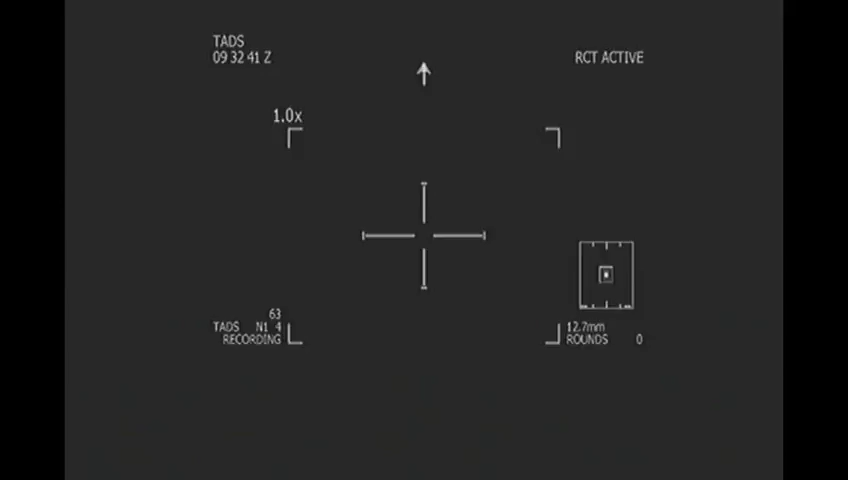 TADS
09 32 41 Z
RCT ACTIVE
1.0x
63
TADS N1 4
RECORDING
12.7mm
ROUNDS 0